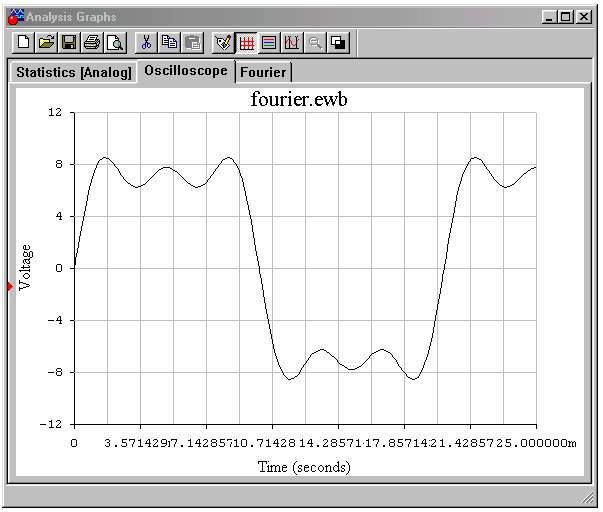 Analysis Graphs
Statistics [Analog] Oscilloscope Fourier
fourier.ewb
12
8
4
0
-4
-8
-12
Voltage
0 3.571429m 7.142857 10.71428 14.28571 17.85714 21.42857 25.000000m
Time (seconds)